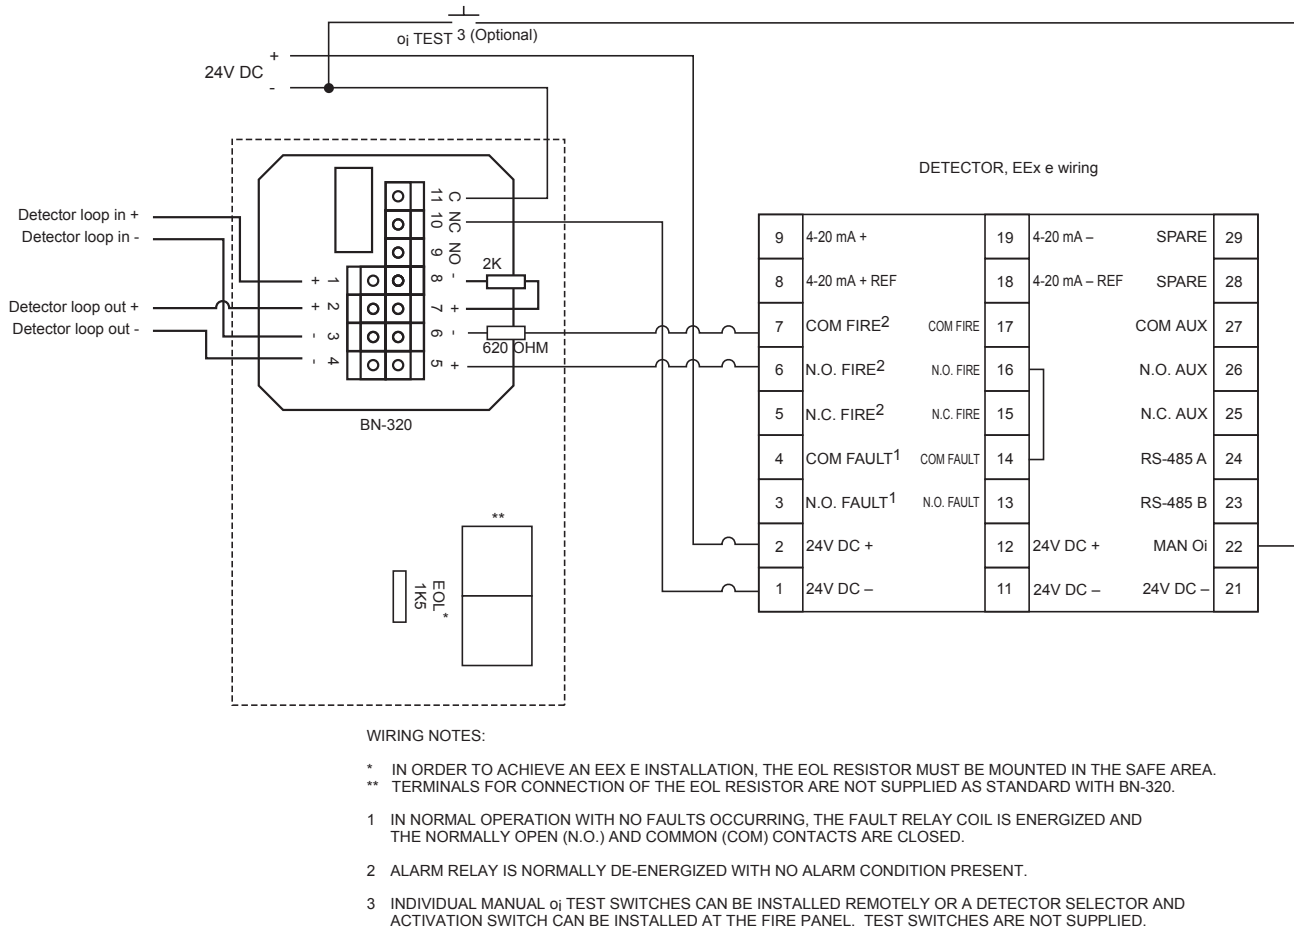 oi TEST 3 (Optional)
+
24V DC
-
DETECTOR, EEx e wiring
Detector loop in +
Detector loop in -
Detector loop out +
Detector loop out -
+ 1
+ 2
- 3
- 4
11 C
10 NC
9 NO
8 -
7 +
6 -
5 +
2K
620 OHM
BN-320
**
EOL *
1K5
9 4-20 mA + 19 4-20 mA – SPARE 29
8 4-20 mA + REF 18 4-20 mA – REF SPARE 28
7 COM FIRE2 COM FIRE 17 COM AUX 27
6 N.O. FIRE2 N.O. FIRE 16 N.O. AUX 26
5 N.C. FIRE2 N.C. FIRE 15 N.C. AUX 25
4 COM FAULT1 COM FAULT 14 RS-485 A 24
3 N.O. FAULT1 N.O. FAULT 13 RS-485 B 23
2 24V DC + 12 24V DC + MAN Oi 22
1 24V DC – 11 24V DC – 24V DC – 21
WIRING NOTES:
* IN ORDER TO ACHIEVE AN EEX E INSTALLATION, THE EOL RESISTOR MUST BE MOUNTED IN THE SAFE AREA.
** TERMINALS FOR CONNECTION OF THE EOL RESISTOR ARE NOT SUPPLIED AS STANDARD WITH BN-320.
1 IN NORMAL OPERATION WITH NO FAULTS OCCURRING, THE FAULT RELAY COIL IS ENERGIZED AND
THE NORMALLY OPEN (N.O.) AND COMMON (COM) CONTACTS ARE CLOSED.
2 ALARM RELAY IS NORMALLY DE-ENERGIZED WITH NO ALARM CONDITION PRESENT.
3 INDIVIDUAL MANUAL oi TEST SWITCHES CAN BE INSTALLED REMOTELY OR A DETECTOR SELECTOR AND
ACTIVATION SWITCH CAN BE INSTALLED AT THE FIRE PANEL. TEST SWITCHES ARE NOT SUPPLIED.